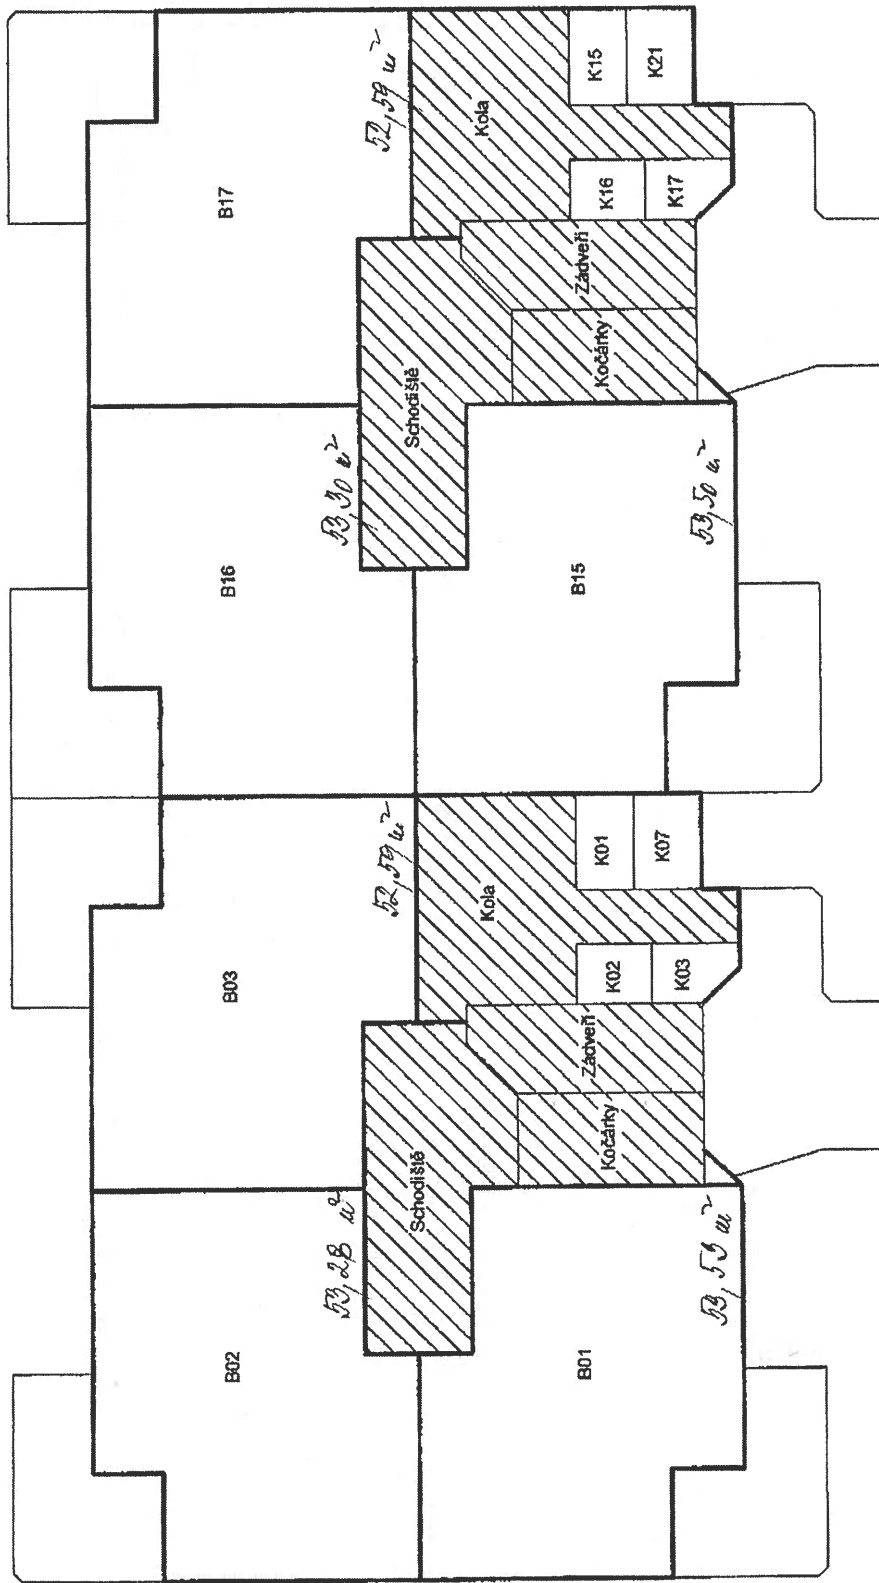 B02
53,28 m²
B03
52,59 m²
B16
53,30 m²
B17
52,59 m²
Schodiště
Kola
Schodiště
Kola
B01
53,53 m²
Kočárky
Zádveří
K02
K03
K01
K07
B15
53,50 m²
Kočárky
Zádveří
K16
K17
K15
K21